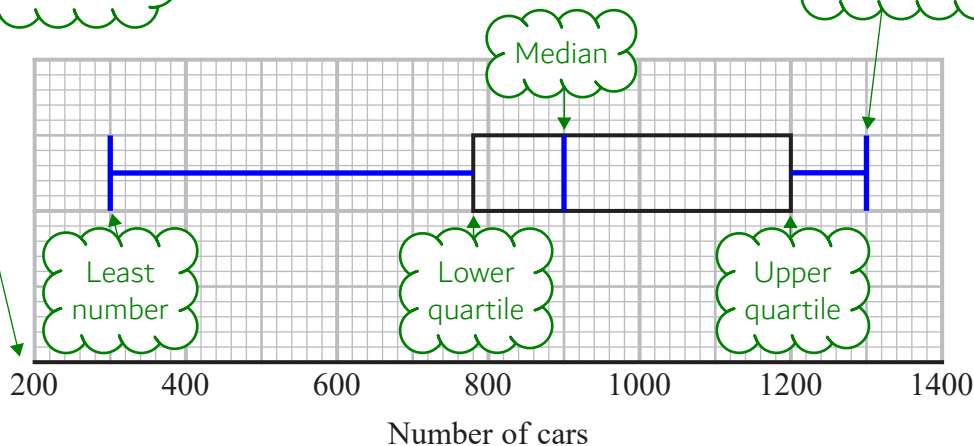 Median
Least
number
Lower
quartile
Upper
quartile
200 400 600 800 1000 1200 1400
Number of cars